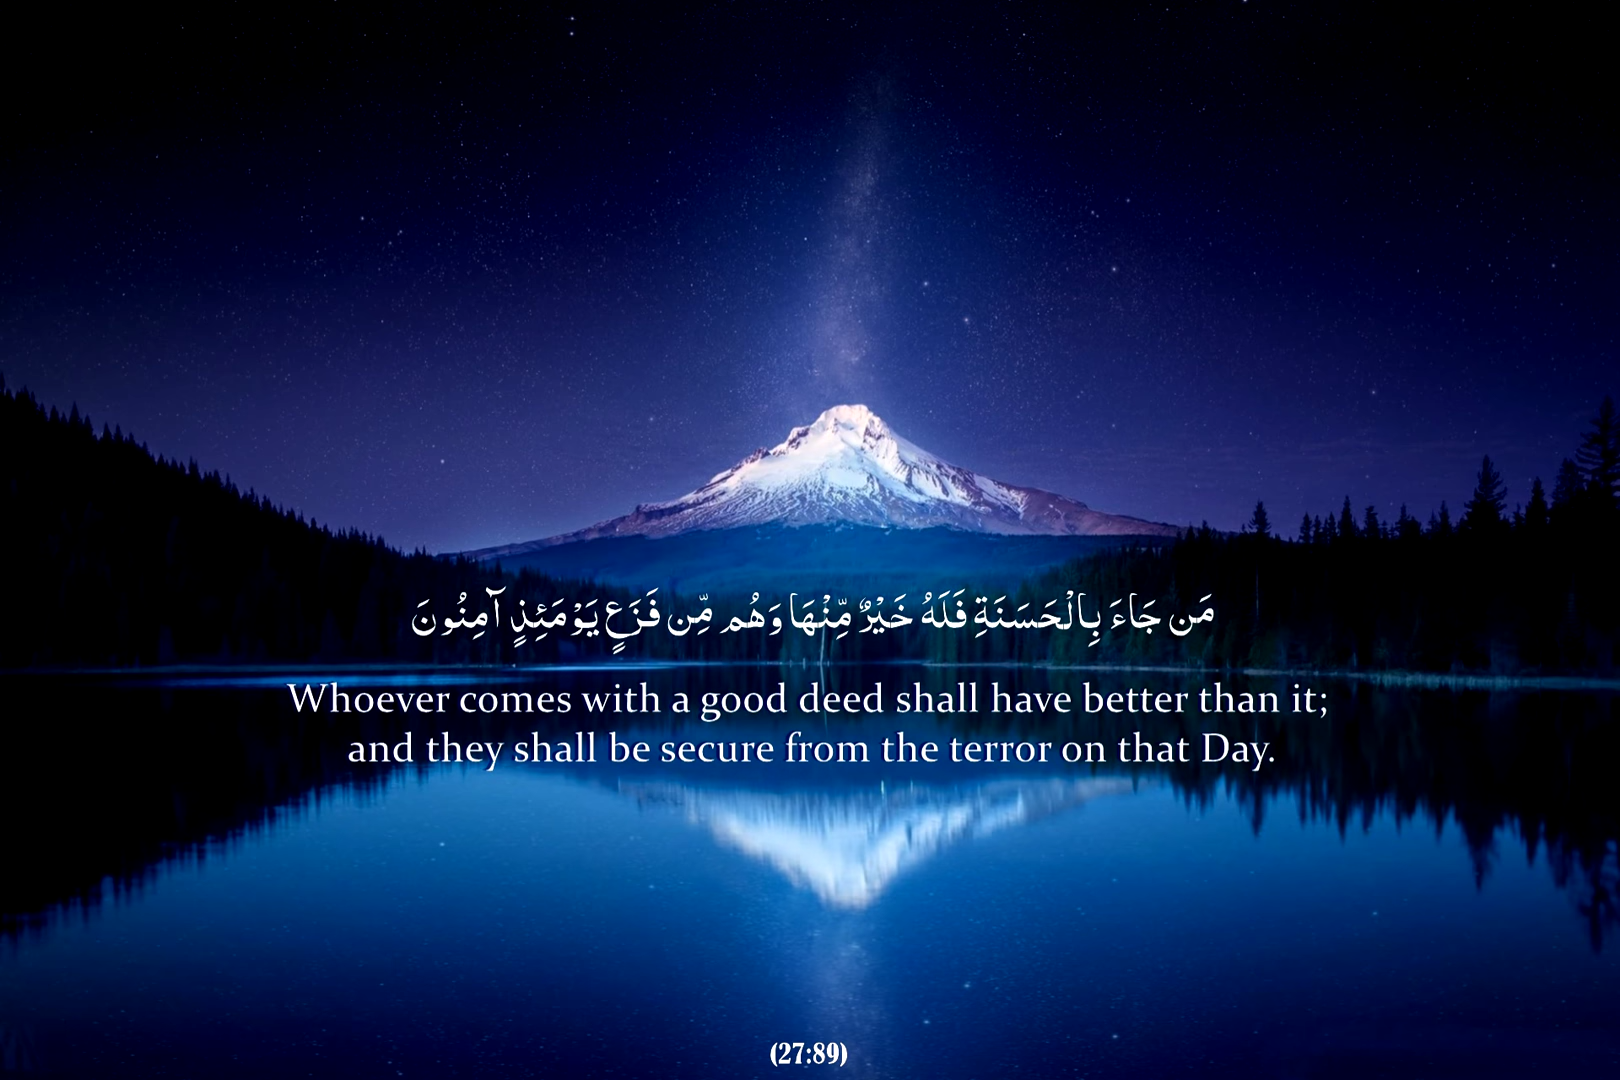 مَن جَاءَ بِالْحَسَنَةِ فَلَهُ خَيْرٌ مِّنْهَا وَهُم مِّن فَزَعٍ يَوْمَئِذٍ آمِنُونَ
Whoever comes with a good deed shall have better than it;
and they shall be secure from the terror on that Day.
(27:89)